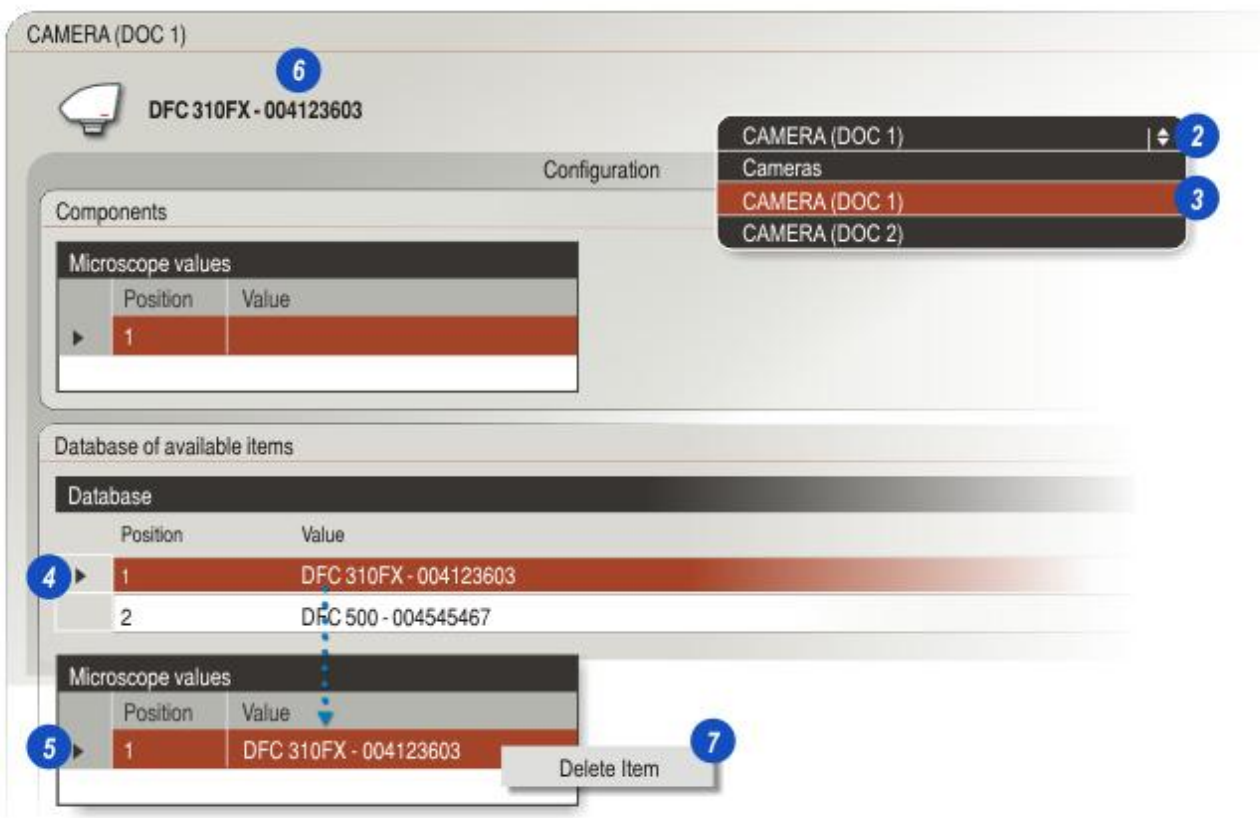 CAMERA (DOC 1)
6
DFC 310FX - 004123603
CAMERA (DOC 1)
2
Configuration
Cameras
CAMERA (DOC 1)
3
CAMERA (DOC 2)
Components
Microscope values
Position Value
1
Database of available items
Database
Position Value
4
1 DFC 310FX - 004123603
2 DFC 500 - 004545467
Microscope values
Position Value
5
1 DFC 310FX - 004123603
7
Delete Item